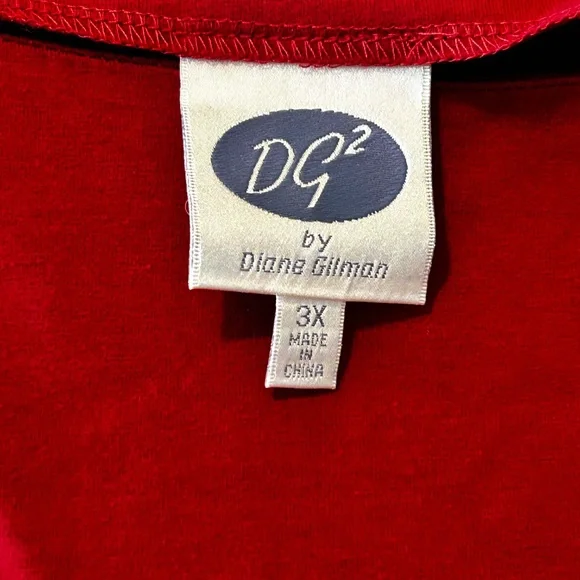 DG²
by
Diane Gilman
3X
MADE
IN
CHINA